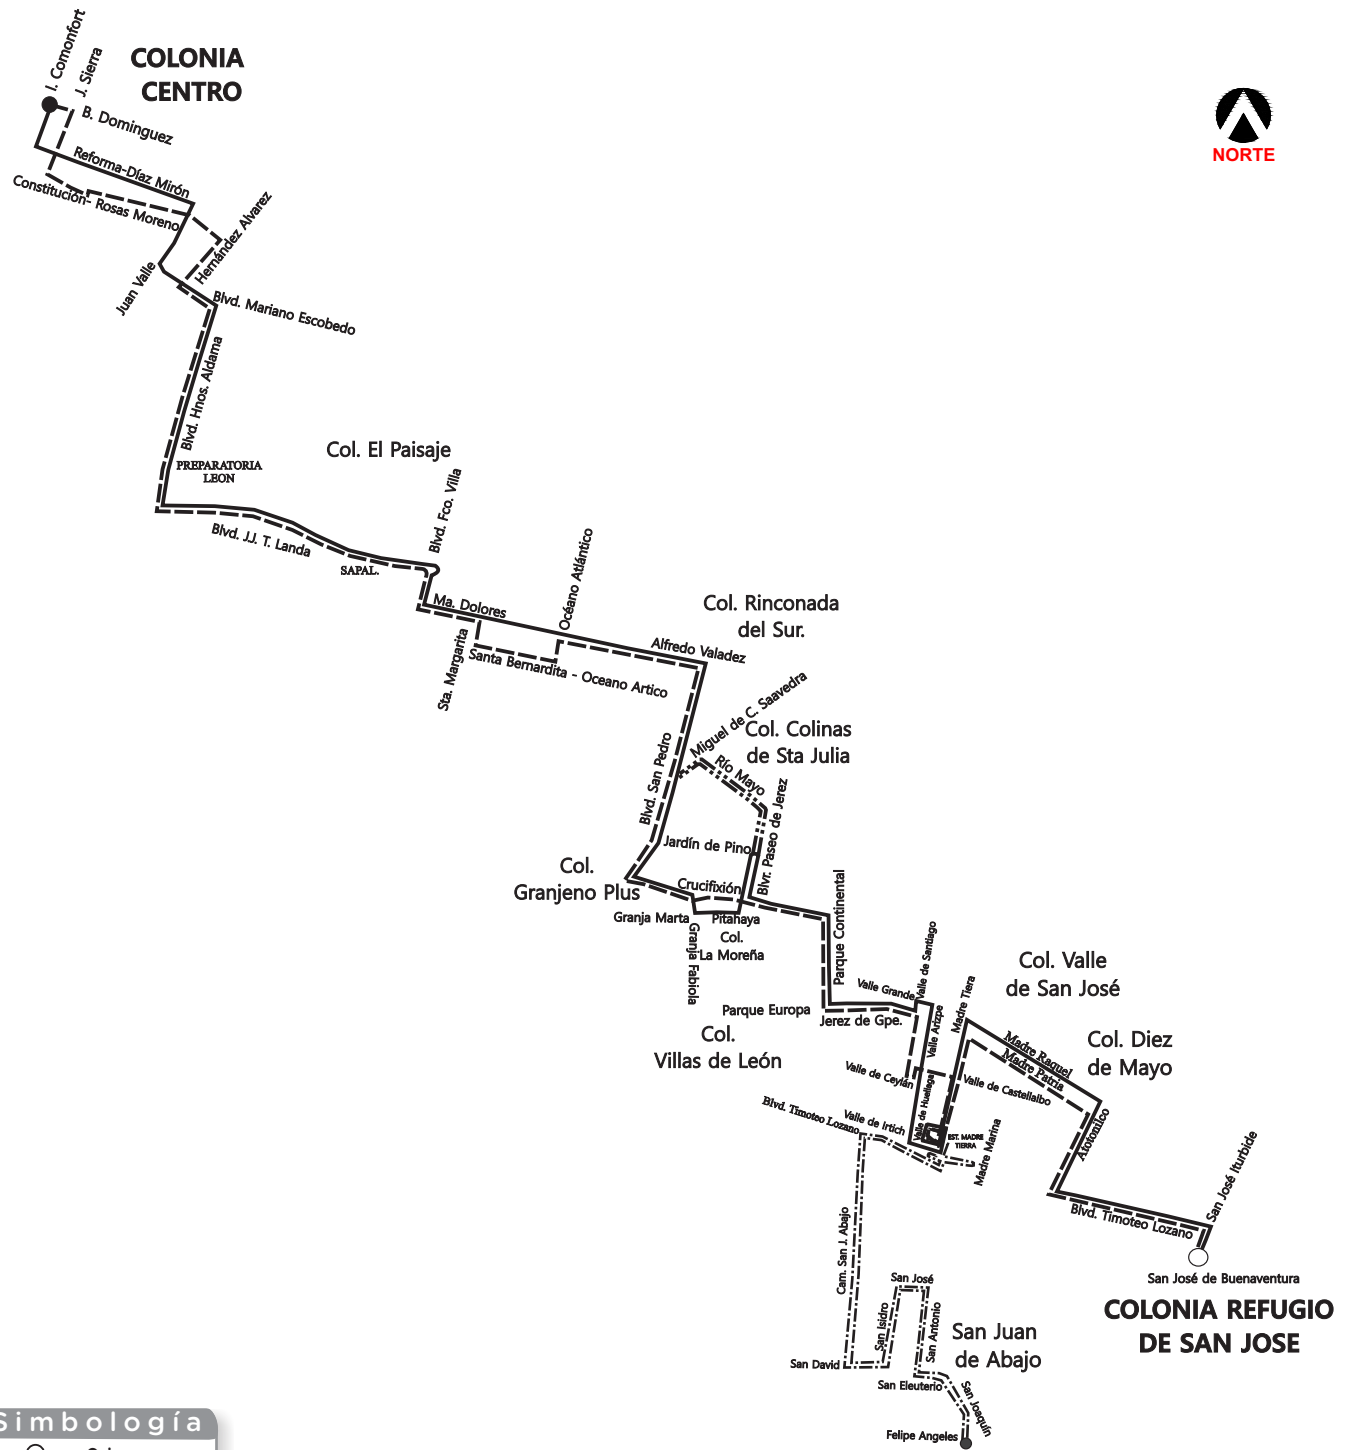 I. Comonfort
J. Sierra
COLONIA
CENTRO
B. Dominguez
NORTE
Reforma-Díaz Mirón
Constitución- Rosas Moreno
Hernández Alvarez
Juan Valle
Blvd. Mariano Escobedo
Blvd. Hnos. Aldama
Col. El Paisaje
PREPARATORIA
LEON
Blvd. Fco. Villa
Blvd. J.J. T. Landa
SAPAL.
Océano Atlántico
Ma. Dolores
Col. Rinconada
del Sur.
Sta. Margarita
Alfredo Valadez
Santa Bernardita - Oceano Artico
Miguel de C. Saavedra
Col. Colinas
de Sta Julia
Blvd. San Pedro
Río Mayo
Blvr. Paseo de Jerez
Jardín de Pino
Col.
Granjeno Plus
Crucifixión
Granja Marta
Pitahaya
Col.
La Moreña
Granja Fabiola
Parque Continental
Valle de Santiago
Valle Grande
Col. Valle
de San José
Madre Tiera
Parque Europa
Jerez de Gpe.
Valle Arizpe
Col.
Villas de León
Madre Raquel
Madre Patria
Col. Diez
de Mayo
Valle de Ceylán
Valle de Huellaga
Valle de Castellalbo
Blvd. Timoteo Lozano
Valle de Irtich
EST. MADRE
TIERRA
Madre Marina
Atotomilco
San José Iturbide
Blvd. Timoteo Lozano
Cam. San J. Abajo
San José de Buenaventura
San José
COLONIA REFUGIO
DE SAN JOSE
San Isidro
San Antonio
San Juan
de Abajo
San David
San Eleuterio
San Joaquín
Felipe Angeles
Simbología